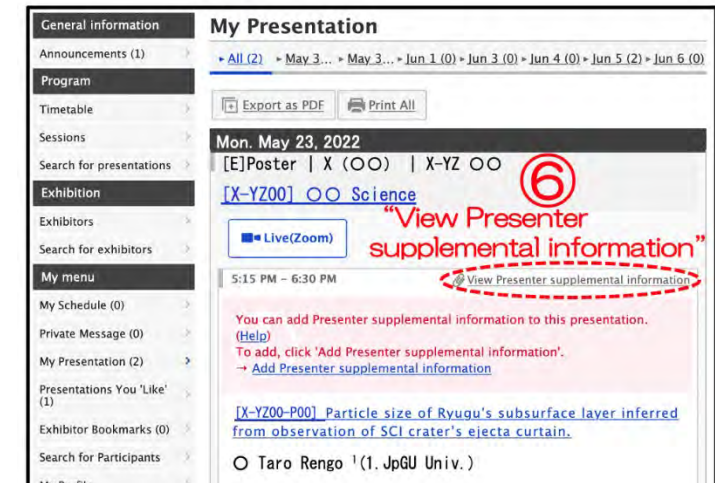 General information
Announcements (1)
Program
Timetable
Sessions
Search for presentations
Exhibition
Exhibitors
Search for exhibitors
My menu
My Schedule (0)
Private Message (0)
My Presentation (2)
Presentations You 'Like'
(1)
Exhibitor Bookmarks (0)
Search for Participants
My Presentation
All (2) May 3... May 3... Jun 1 (0) Jun 3 (0) Jun 4 (0) Jun 5 (2) Jun 6 (0)
Export as PDF Print All
Mon. May 23, 2022
[E]Poster | X (〇〇) | X-YZ 〇〇
[X-YZ00] 〇〇 Science
⑥
"View Presenter
supplemental information"
Live(Zoom)
5:15 PM – 6:30 PM View Presenter supplemental information
You can add Presenter supplemental information to this presentation.
(Help)
To add, click 'Add Presenter supplemental information'.
→ Add Presenter supplemental information
[X-YZ00-P00] Particle size of Ryugu's subsurface layer inferred
from observation of SCI crater's ejecta curtain.
〇 Taro Rengo ¹(1. JpGU Univ.)